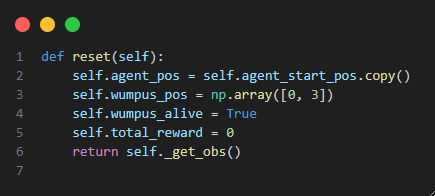 1 def reset(self):
2     self.agent_pos = self.agent_start_pos.copy()
3     self.wumpus_pos = np.array([0, 3])
4     self.wumpus_alive = True
5     self.total_reward = 0
6     return self._get_obs()
7